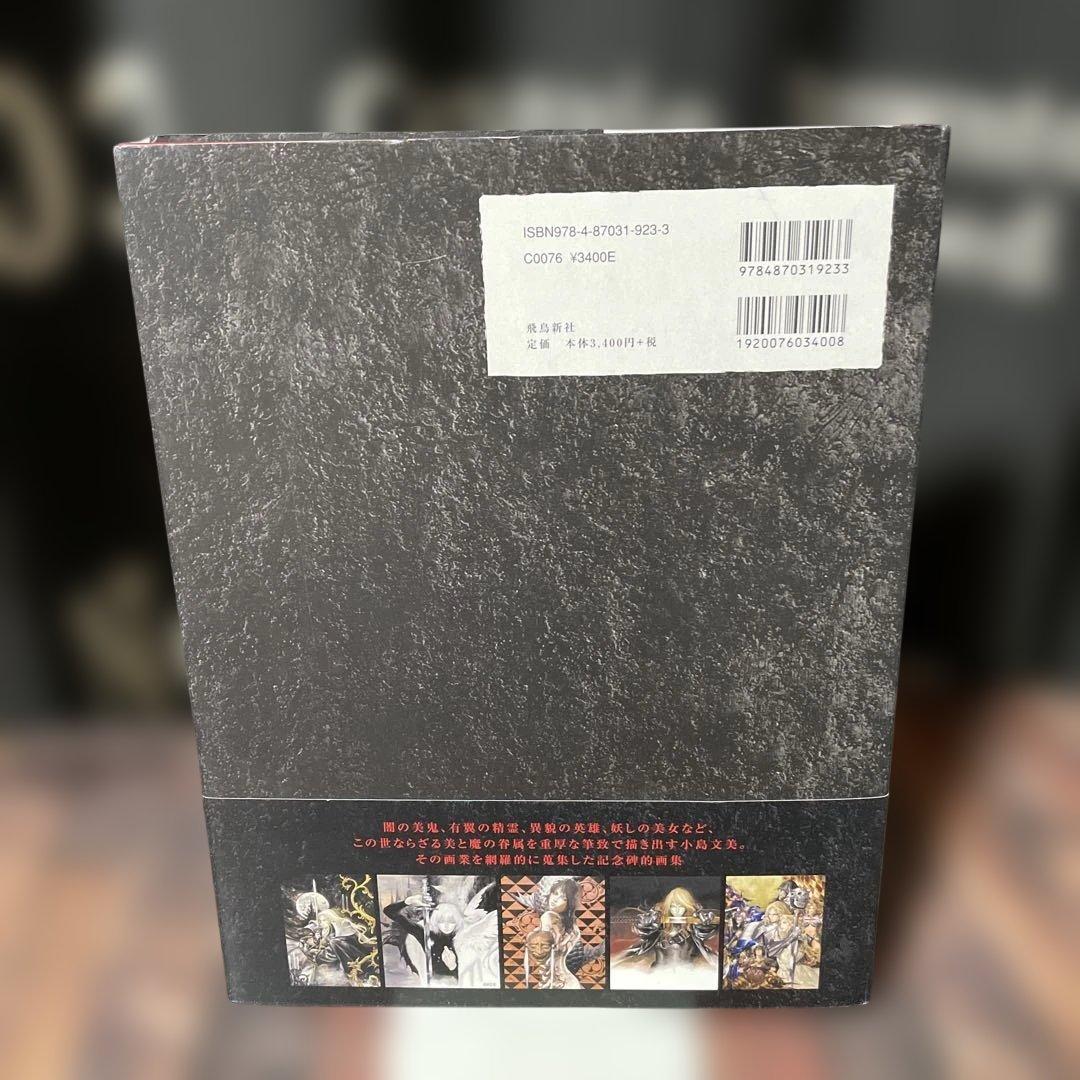 ISBN978-4-87031-923-3
C0076 ¥3400E
9784870319233
飛鳥新社
定価 本体3,400円+税
1920076034008
闇の美鬼、有翼の精霊、異貌の英雄、妖しの美女など、
この世ならざる美と魔の眷属を重厚な筆致で描き出す小島文美。
その画業を網羅的に蒐集した記念碑的画集